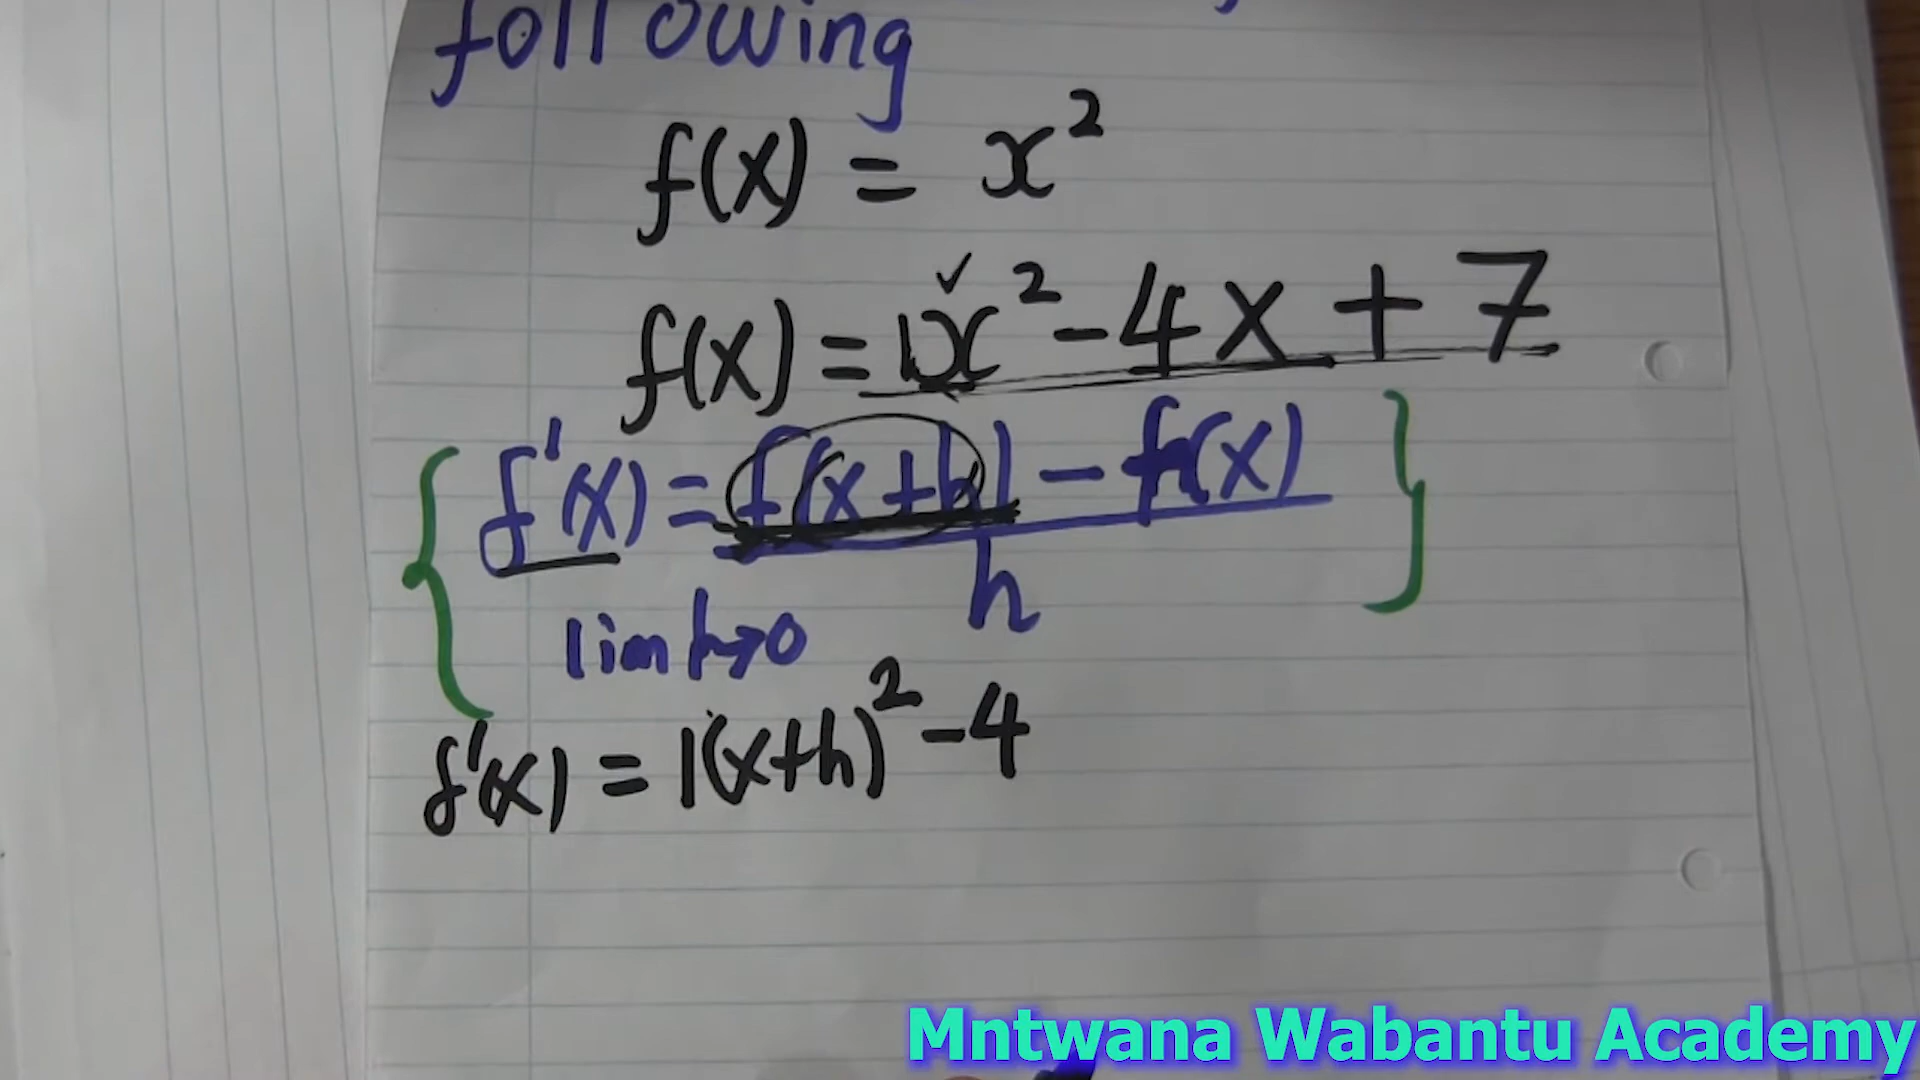 following
f(x) = x²
f(x) = 1x² - 4x + 7
f'(x) = f(x+h) - f(x)
h
lim h→0
f'(x) = 1(x+h)² - 4
Mntwana Wabantu Academy